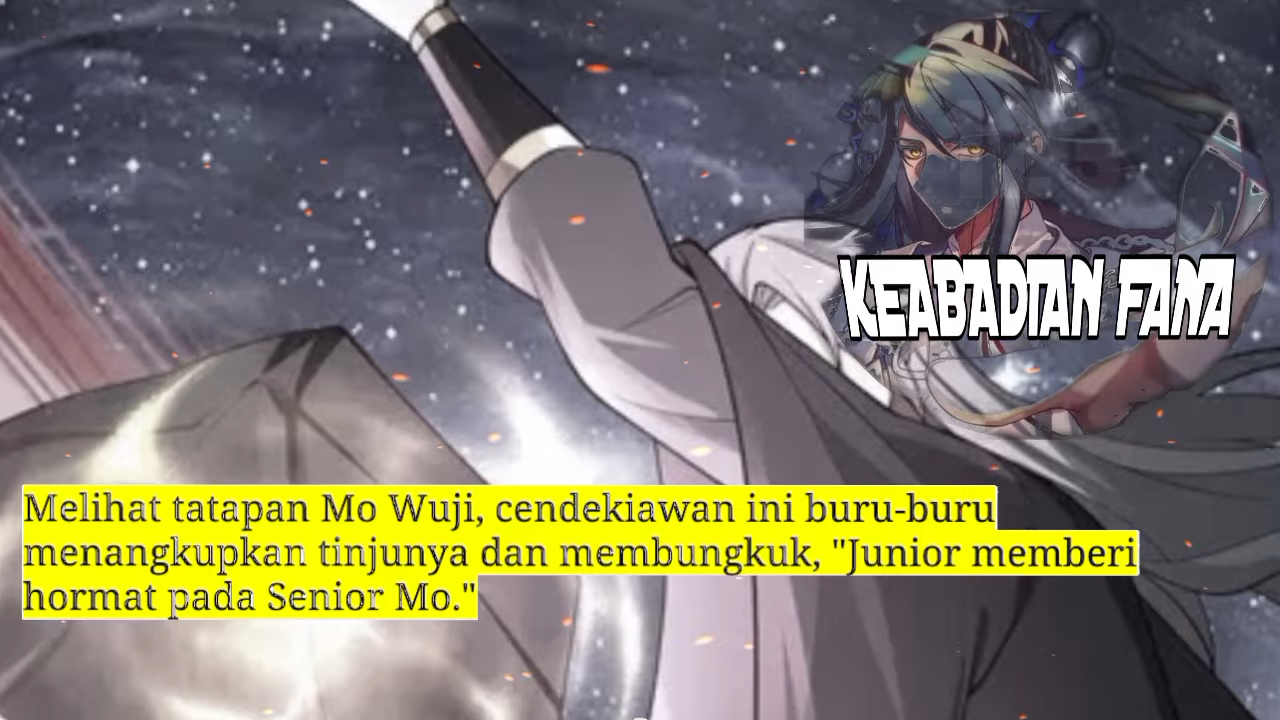 KEABADIAN FANA
Melihat tatapan Mo Wuji, cendekiawan ini buru-buru
menangkupkan tinjunya dan membungkuk, "Junior memberi
hormat pada Senior Mo."